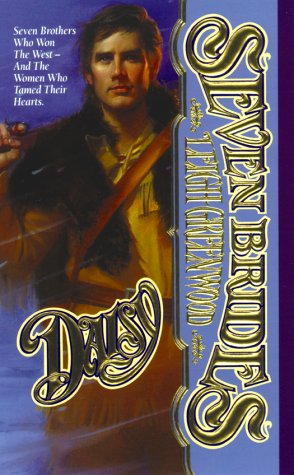 Seven Brothers
Who Won
The West –
And The
Women Who
Tamed Their
Hearts.
SEVEN BRIDES
LEIGH GREENWOOD
DAISY